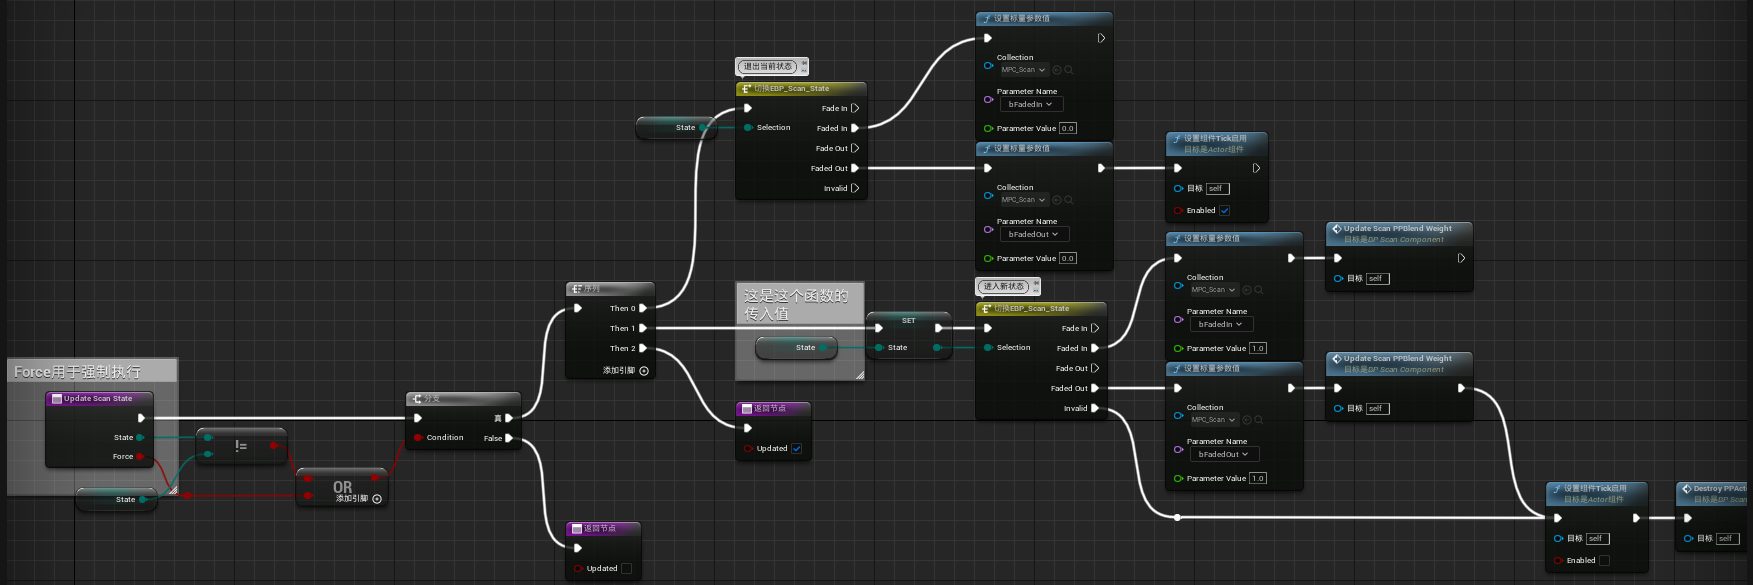 Force用于强制执行
Update Scan State
State
Force
State
!=
OR
添加引脚
分支
Condition
真
False
返回节点
Updated
序列
Then 0
Then 1
Then 2
添加引脚
返回节点
Updated
State
退出当前状态
切换EBP_Scan_State
Selection
Fade In
Faded In
Fade Out
Faded Out
Invalid
设置标量参数值
Collection
MPC_Scan
Parameter Name
bFadedIn
Parameter Value 0.0
设置标量参数值
Collection
MPC_Scan
Parameter Name
bFadedOut
Parameter Value 0.0
设置组件Tick启用
目标是Actor组件
目标 self
Enabled
这是这个函数的
传入值
State
SET
State
进入新状态
切换EBP_Scan_State
Selection
Fade In
Faded In
Fade Out
Faded Out
Invalid
设置标量参数值
Collection
MPC_Scan
Parameter Name
bFadedIn
Parameter Value 1.0
Update Scan PPBlend Weight
目标是BP Scan Component
目标 self
设置标量参数值
Collection
MPC_Scan
Parameter Name
bFadedOut
Parameter Value 1.0
Update Scan PPBlend Weight
目标是BP Scan Component
目标 self
设置组件Tick启用
目标是Actor组件
目标 self
Enabled
Destroy PPActo
目标是BP Scan
目标 self